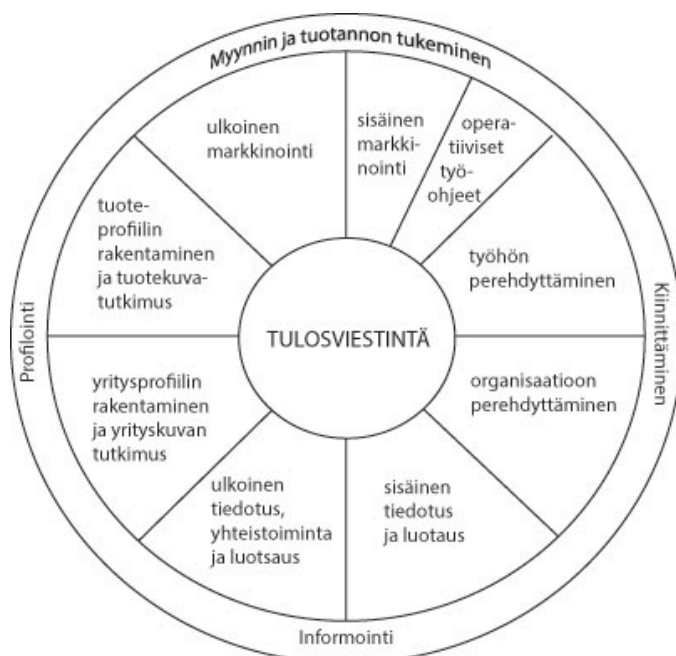 Myynnin ja tuotannon tukeminen
ulkoinen
markkinointi
sisäinen
markki-
nointi
opera-
tiiviset
työ-
ohjeet
työhön
perehdyttäminen
Kiinnittäminen
organisaatioon
perehdyttäminen
sisäinen
tiedotus
ja luotaus
Informointi
ulkoinen
tiedotus,
yhteistoiminta
ja luotsaus
yritysprofiilin
rakentaminen
ja yrityskuvan
tutkimus
Profilointi
tuote-
profiilin
rakentaminen
ja tuotekuva-
tutkimus
TULOSVIESTINTÄ